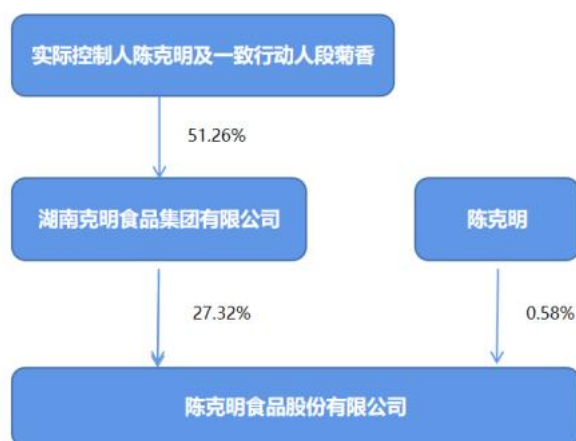 实际控制人陈克明及一致行动人段菊香
51.26%
湖南克明食品集团有限公司
陈克明
27.32%
0.58%
陈克明食品股份有限公司